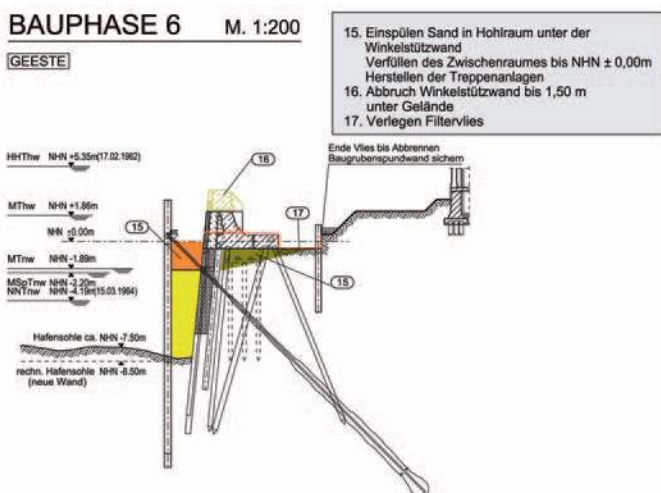 BAUPHASE 6 M. 1:200
GEESTE
15. Einspülen Sand in Hohlraum unter der
Winkelstützwand
Verfüllen des Zwischenraumes bis NHN ± 0,00m
Herstellen der Treppenanlagen
16. Abbruch Winkelstützwand bis 1,50 m
unter Gelände
17. Verlegen Filtervlies
Ende Vlies bis Abbrennen
Baugrubenspundwand sichern
HHThw NHN +5.35m(17.02.1962)
16
MThw NHN +1.86m
17
15
NHN ±0.00m
MTnw NHN -1.89m
MSpTnw NHN -2.20m
15
NNTnw NHN -4.19m(15.03.1964)
Hafensohle ca. NHN -7.50m
rechn. Hafensohle NHN -8.50m
(neue Wand)